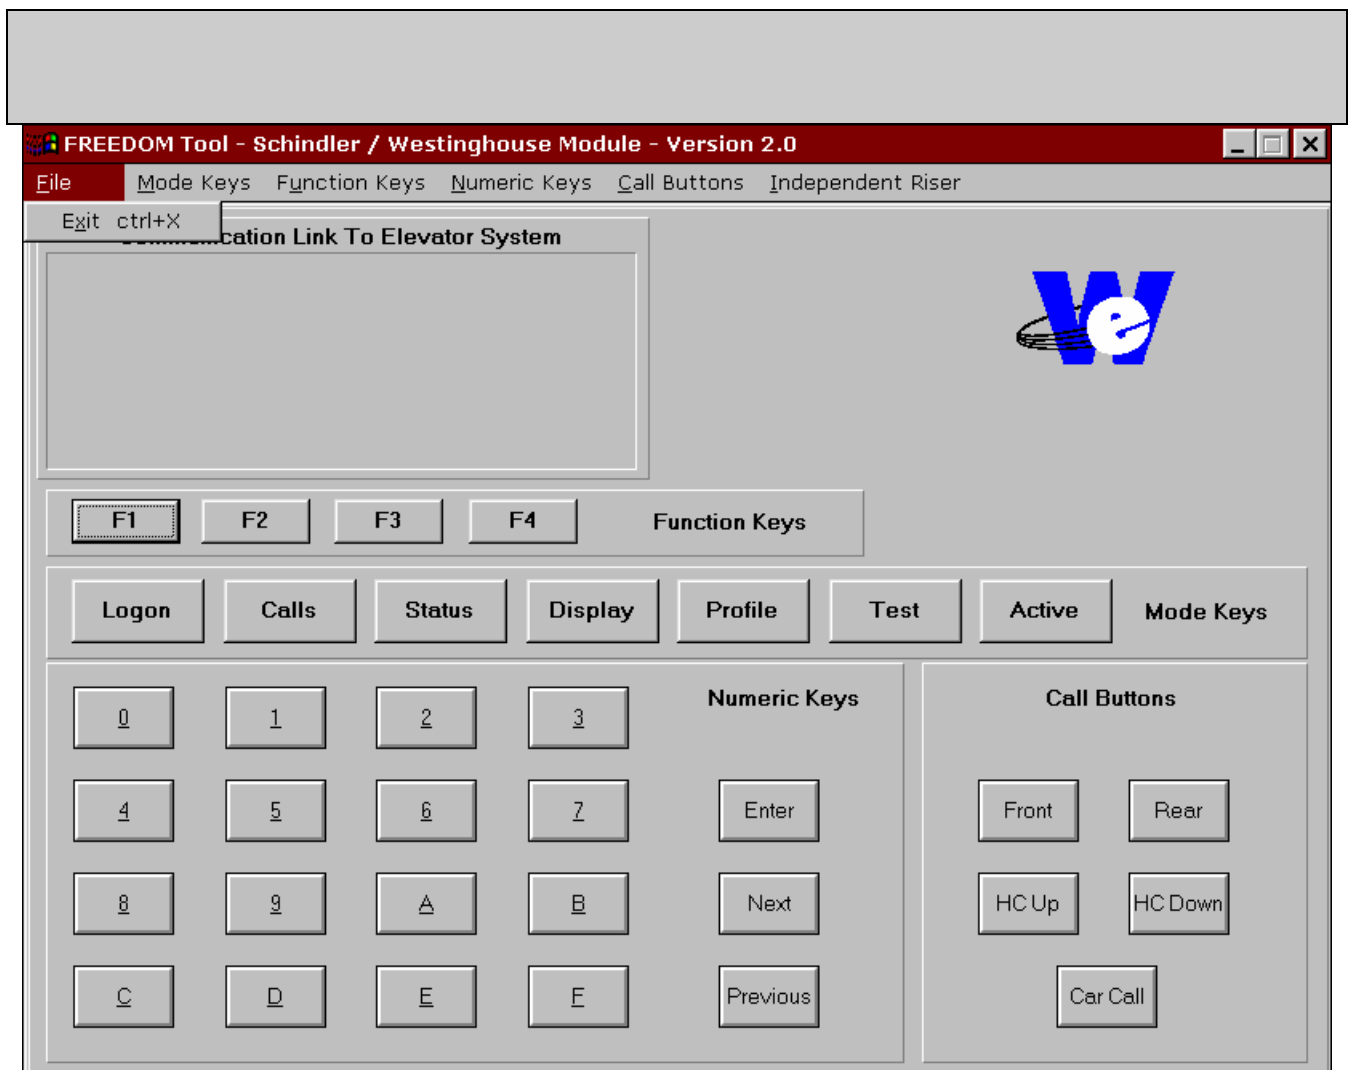 FREEDOM Tool - Schindler / Westinghouse Module - Version 2.0
File Mode Keys Function Keys Numeric Keys Call Buttons Independent Riser
Exit ctrl+X
Link To Elevator System
We
F1 F2 F3 F4 Function Keys
Logon Calls Status Display Profile Test Active Mode Keys
Numeric Keys Call Buttons
0 1 2 3
4 5 6 7 Enter Front Rear
8 9 A B Next HC Up HC Down
C D E F Previous Car Call